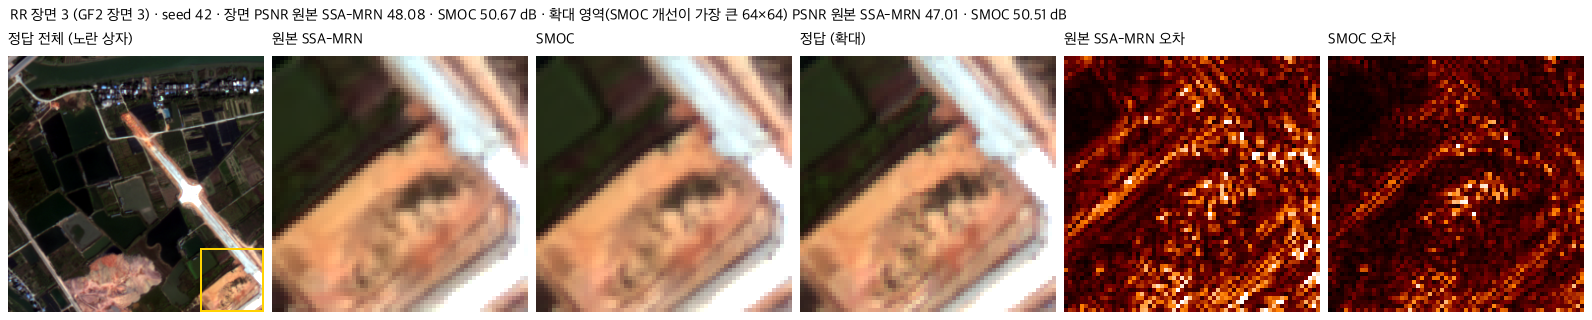 RR 장면 3 (GF2 장면 3) · seed 42 · 장면 PSNR 원본 SSA-MRN 48.08 · SMOC 50.67 dB · 확대 영역(SMOC 개선이 가장 큰 64×64) PSNR 원본 SSA-MRN 47.01 · SMOC 50.51 dB
정답 전체 (노란 상자)
원본 SSA-MRN
SMOC
정답 (확대)
원본 SSA-MRN 오차
SMOC 오차